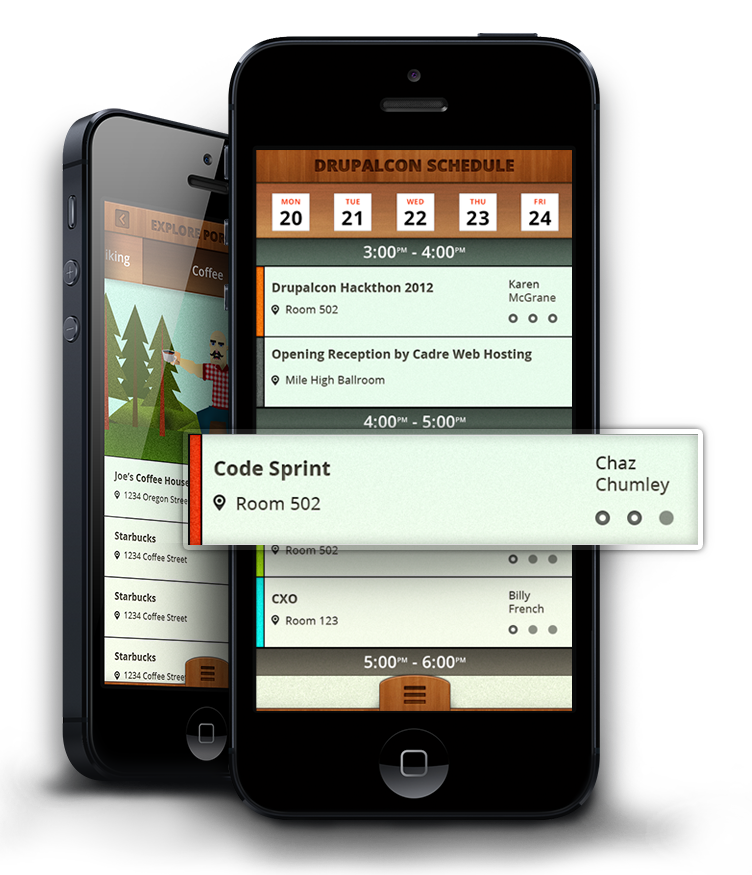 DRUPALCON SCHEDULE
MON TUE WED THU FRI
20 21 22 23 24
3:00PM - 4:00PM
Drupalcon Hackthon 2012
Room 502
Karen
McGrane
Opening Reception by Cadre Web Hosting
Mile High Ballroom
4:00PM - 5:00PM
Code Sprint
Room 502
Chaz
Chumley
Room 502
CXO
Room 123
Billy
French
5:00PM - 6:00PM
EXPLORE POR
lking
Coffee
Joe's Coffee House
1234 Oregon Stree
Starbucks
1234 Coffee Street
Starbucks
1234 Coffee Street
Starbucks
1234 Coffee Street